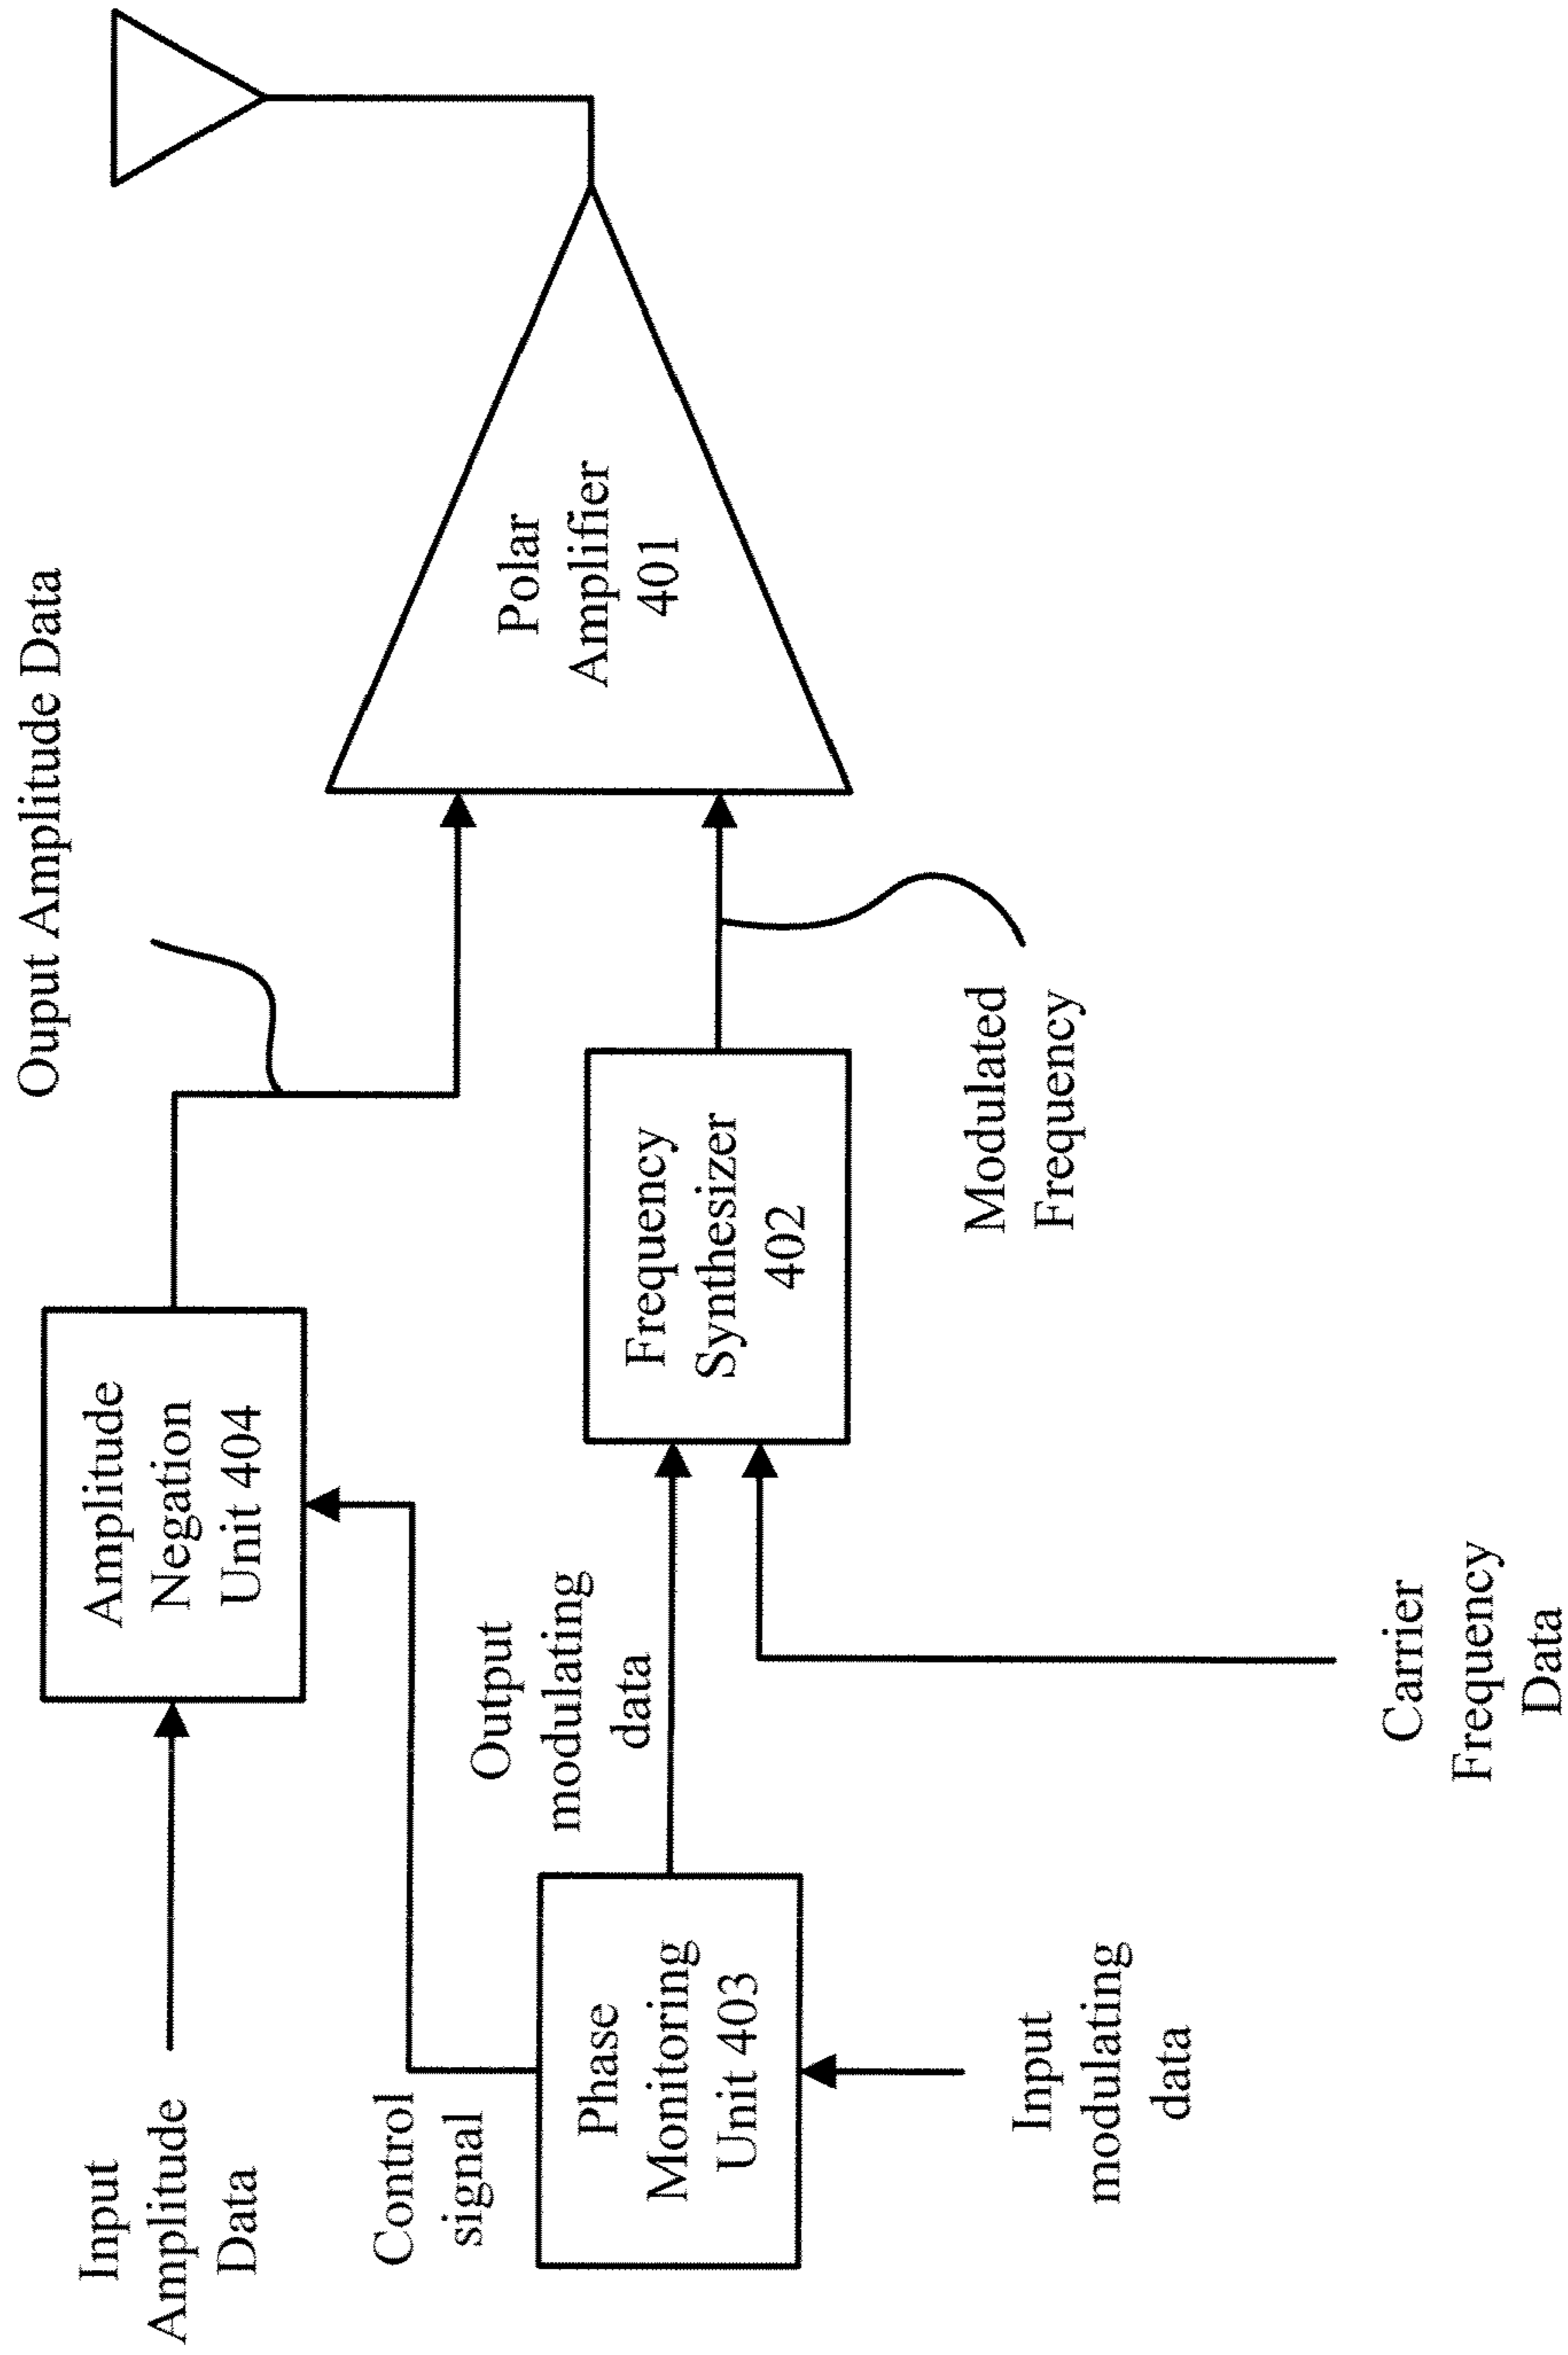 Ouput Amplitude Data
Input
Amplitude
Data
Amplitude
Negation
Unit 404
Control
signal
Output
modulating
data
Polar
Amplifier
401
Phase
Monitoring
Unit 403
Frequency
Synthesizer
402
Input
modulating
data
Modulated
Frequency
Carrier
Frequency
Data